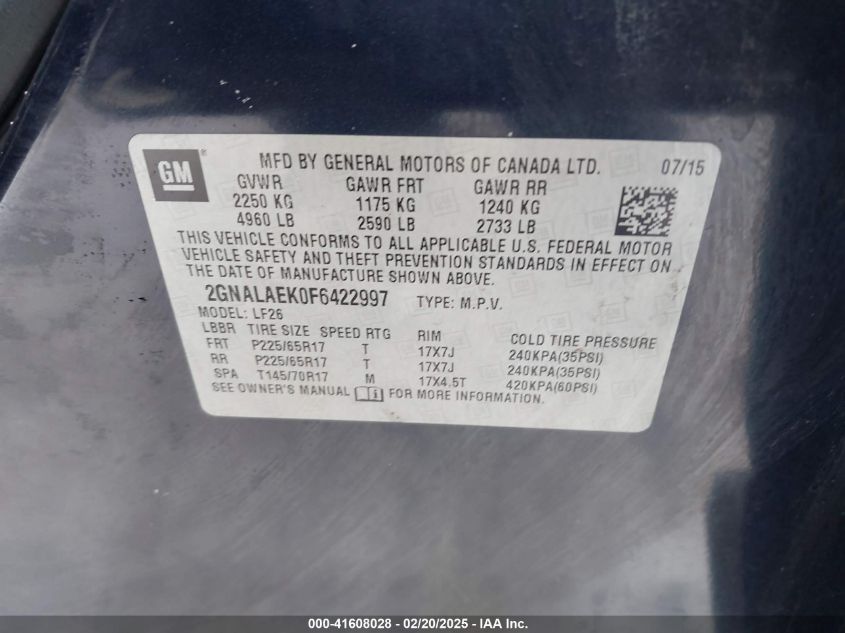 GM ® MFD BY GENERAL MOTORS OF CANADA LTD. 07/15
GVWR GAWR FRT GAWR RR
2250 KG 1175 KG 1240 KG
4960 LB 2590 LB 2733 LB
THIS VEHICLE CONFORMS TO ALL APPLICABLE U.S. FEDERAL MOTOR
VEHICLE SAFETY AND THEFT PREVENTION STANDARDS IN EFFECT ON
THE DATE OF MANUFACTURE SHOWN ABOVE.
2GNALAEK0F6422997 TYPE: M.P.V.
MODEL: LF26
LBBR TIRE SIZE SPEED RTG RIM COLD TIRE PRESSURE
FRT P225/65R17 T 17X7J 240KPA(35PSI)
RR P225/65R17 T 17X7J 240KPA(35PSI)
SPA T145/70R17 M 17X4.5T 420KPA(60PSI)
SEE OWNER'S MANUAL FOR MORE INFORMATION.
000-41608028 - 02/20/2025 - IAA Inc.